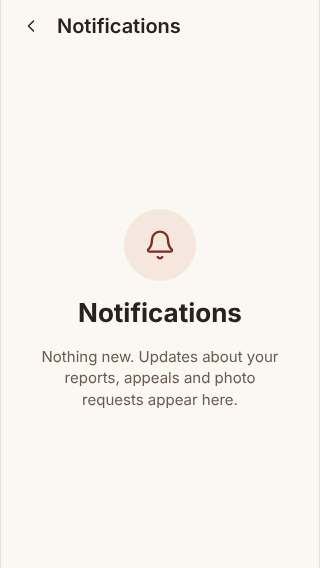 Notifications
Notifications
Nothing new. Updates about your
reports, appeals and photo
requests appear here.